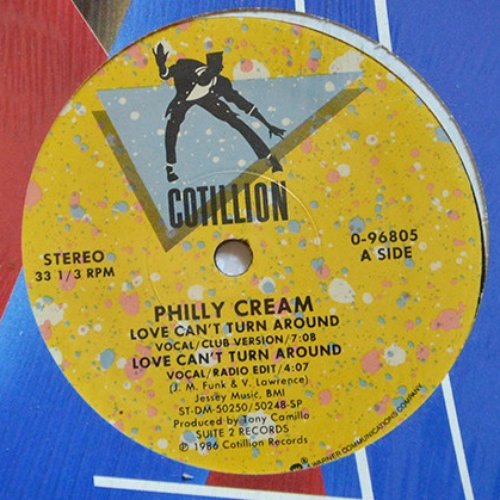 COTILLION
STEREO
33 1/3 RPM
0-96805
A SIDE
PHILLY CREAM
LOVE CAN'T TURN AROUND
VOCAL/CLUB VERSION/7:08
LOVE CAN'T TURN AROUND
VOCAL/RADIO EDIT/4:07
(J. M. Funk & V. Lawrence)
Jessey Music, BMI
ST-DM-50250/50248-SP
Produced by Tony Camillo
SUITE 2 RECORDS
℗ 1986 Cotillion Records
A WARNER COMMUNICATIONS COMPANY